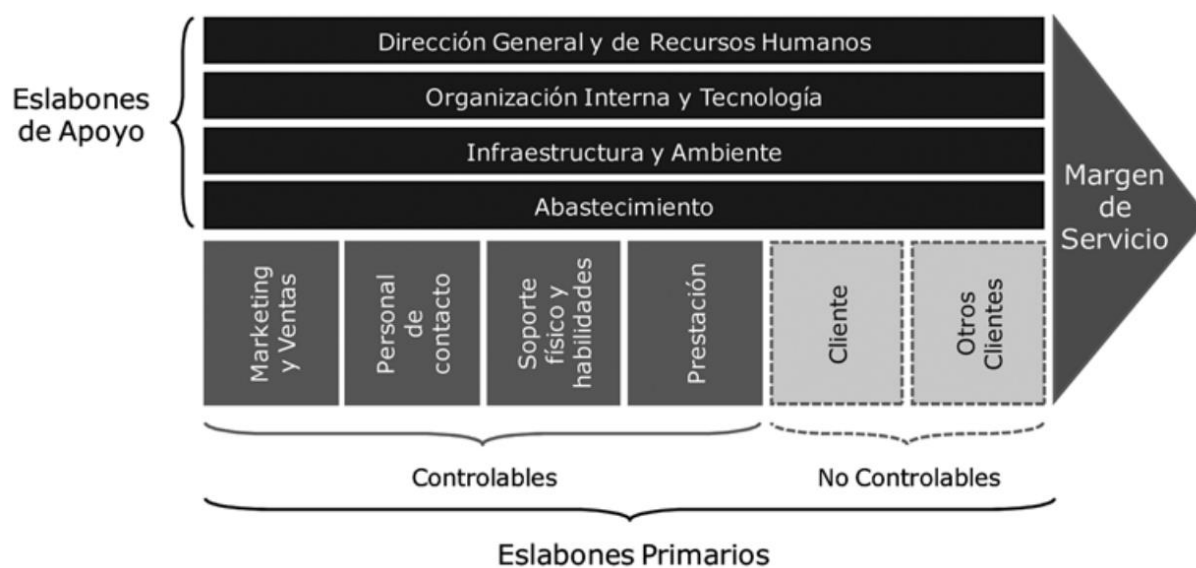 Eslabones
de Apoyo
Dirección General y de Recursos Humanos
Organización Interna y Tecnología
Infraestructura y Ambiente
Abastecimiento
Marketing
y Ventas
Personal
de
contacto
Soporte
físico y
habilidades
Prestación
Cliente
Otros
Clientes
Margen
de
Servicio
Controlables
No Controlables
Eslabones Primarios